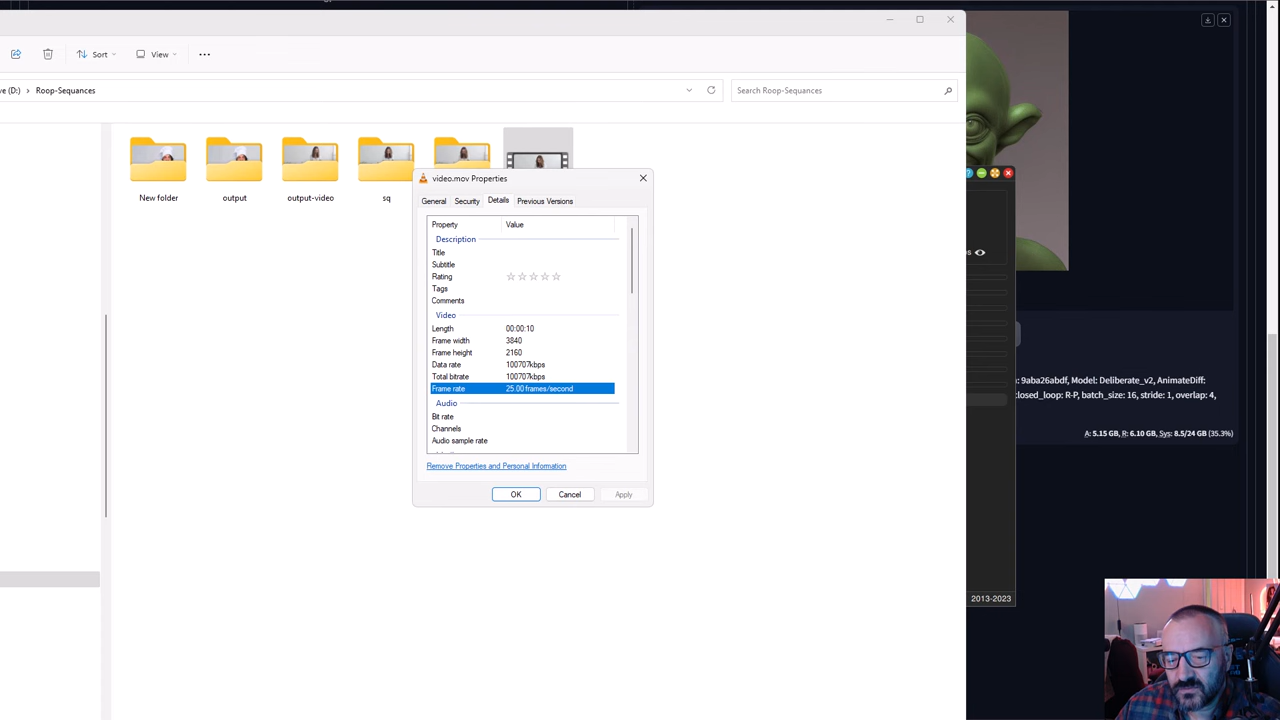 Sort
View
ve (D:)
Roop-Sequances
Search Roop-Sequances
New folder
output
output-video
sq
video.mov Properties
General
Security
Details
Previous Versions
Property Value
Description
Title
Subtitle
Rating
Tags
Comments
Video
Length 00:00:10
Frame width 3840
Frame height 2160
Data rate 100707kbps
Total bitrate 100707kbps
Frame rate 25.00 frames/second
Audio
Bit rate
Channels
Audio sample rate
Remove Properties and Personal Information
OK
Cancel
Apply
s
: 9aba26abdf, Model: Deliberate_v2, AnimateDiff:
closed_loop: R-P, batch_size: 16, stride: 1, overlap: 4,
A: 5.15 GB, R: 6.10 GB, Sys: 8.5/24 GB (35.3%)
2013-2023